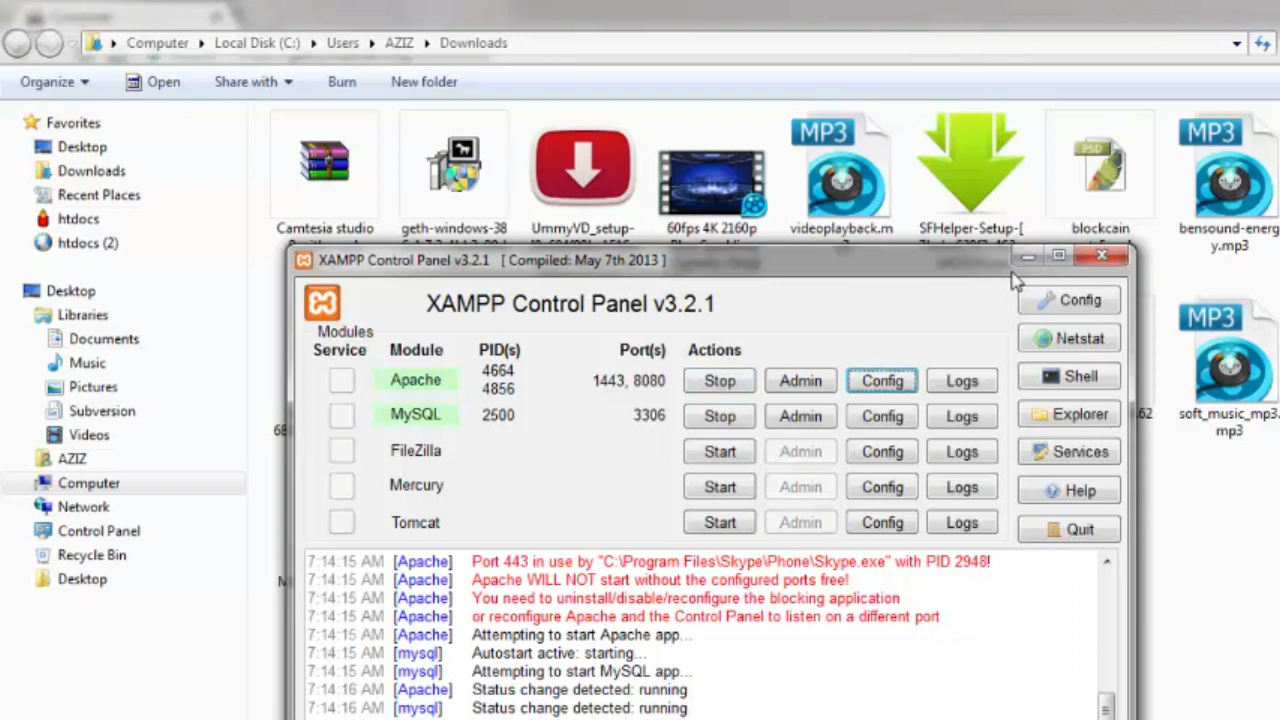 Computer Local Disk (C:) Users AZIZ Downloads
Organize Open Share with Burn New folder
Favorites
Desktop
Downloads
Recent Places
htdocs
htdocs (2)
Desktop
Libraries
Documents
Music
Pictures
Subversion
Videos
AZIZ
Computer
Network
Control Panel
Recycle Bin
Desktop
MP3 PSD MP3
Camtesia studio geth-windows-38 UmmyVD_setup- 60fps 4K 2160p videoplayback.m SFHelper-Setup-[ blockcain bensound-energ
y.mp3
MP3
soft_music_mp3.
mp3
XAMPP Control Panel v3.2.1 [ Compiled: May 7th 2013 ]
XAMPP Control Panel v3.2.1
Modules
Service Module PID(s) Port(s) Actions
Apache 4664 4856 1443, 8080 Stop Admin Config Logs
MySQL 2500 3306 Stop Admin Config Logs
FileZilla Start Admin Config Logs
Mercury Start Admin Config Logs
Tomcat Start Admin Config Logs
Config
Netstat
Shell
Explorer
Services
Help
Quit
7:14:15 AM [Apache] Port 443 in use by "C:\Program Files\Skype\Phone\Skype.exe" with PID 2948!
7:14:15 AM [Apache] Apache WILL NOT start without the configured ports free!
7:14:15 AM [Apache] You need to uninstall/disable/reconfigure the blocking application
7:14:15 AM [Apache] or reconfigure Apache and the Control Panel to listen on a different port
7:14:15 AM [Apache] Attempting to start Apache app...
7:14:15 AM [mysql] Autostart active: starting...
7:14:15 AM [mysql] Attempting to start MySQL app...
7:14:16 AM [Apache] Status change detected: running
7:14:16 AM [mysql] Status change detected: running